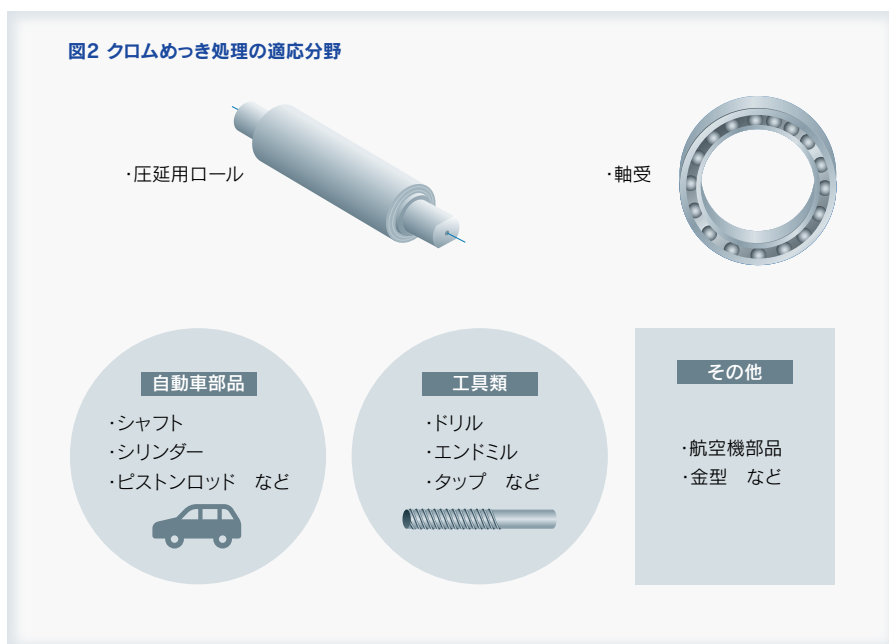 図2 クロムめっき処理の適応分野
・圧延用ロール
・軸受
自動車部品
・シャフト
・シリンダー
・ピストンロッド　など
工具類
・ドリル
・エンドミル
・タップ　など
その他
・航空機部品
・金型　など